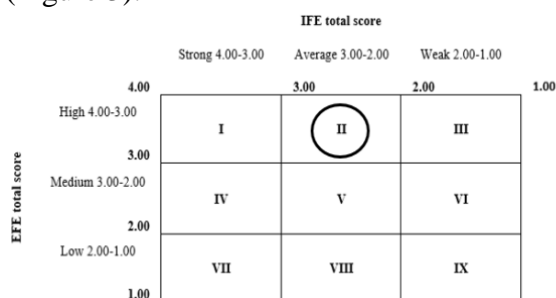 (Figure 3).
IFE total score
Strong 4.00-3.00 Average 3.00-2.00 Weak 2.00-1.00
4.00 3.00 2.00 1.00
High 4.00-3.00
I II III
3.00
Medium 3.00-2.00
IV V VI
2.00
Low 2.00-1.00
VII VIII IX
1.00
EFE total score